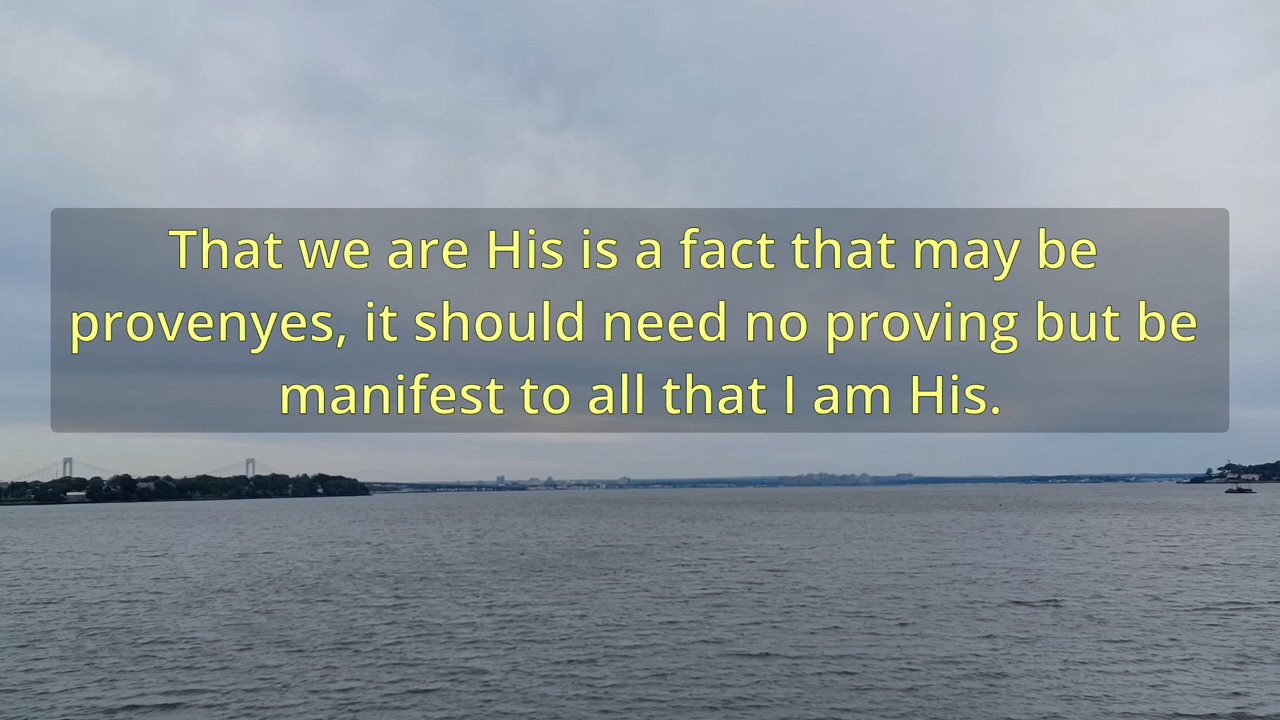 That we are His is a fact that may be
provenyes, it should need no proving but be
manifest to all that I am His.